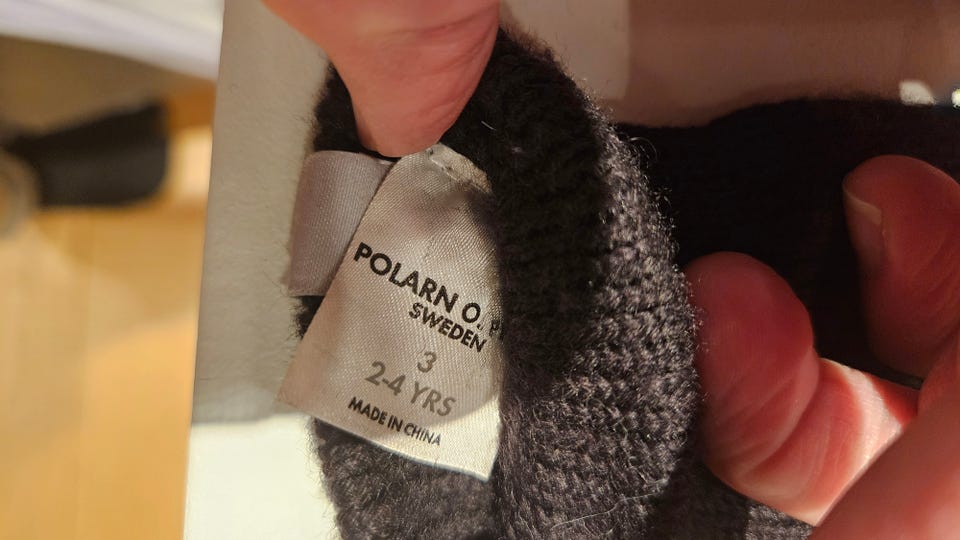 POLARN O. P
SWEDEN
3
2-4 YRS
MADE IN CHINA